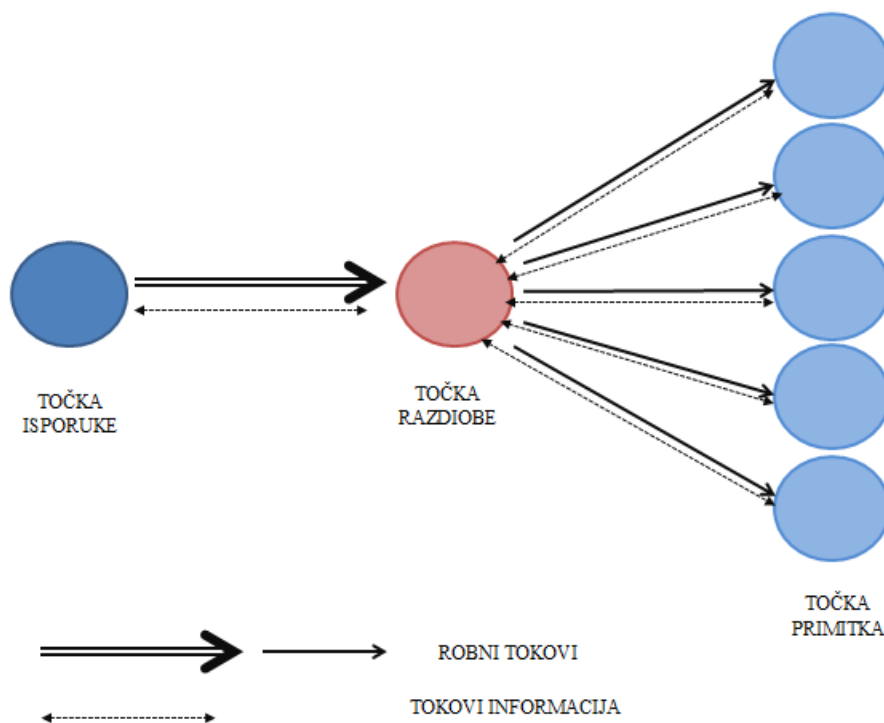 TOČKA
ISPORUKE
TOČKA
RAZDIOBE
TOČKA
PRIMITKA
ROBNI TOKOVI
TOKOVI INFORMACIJA